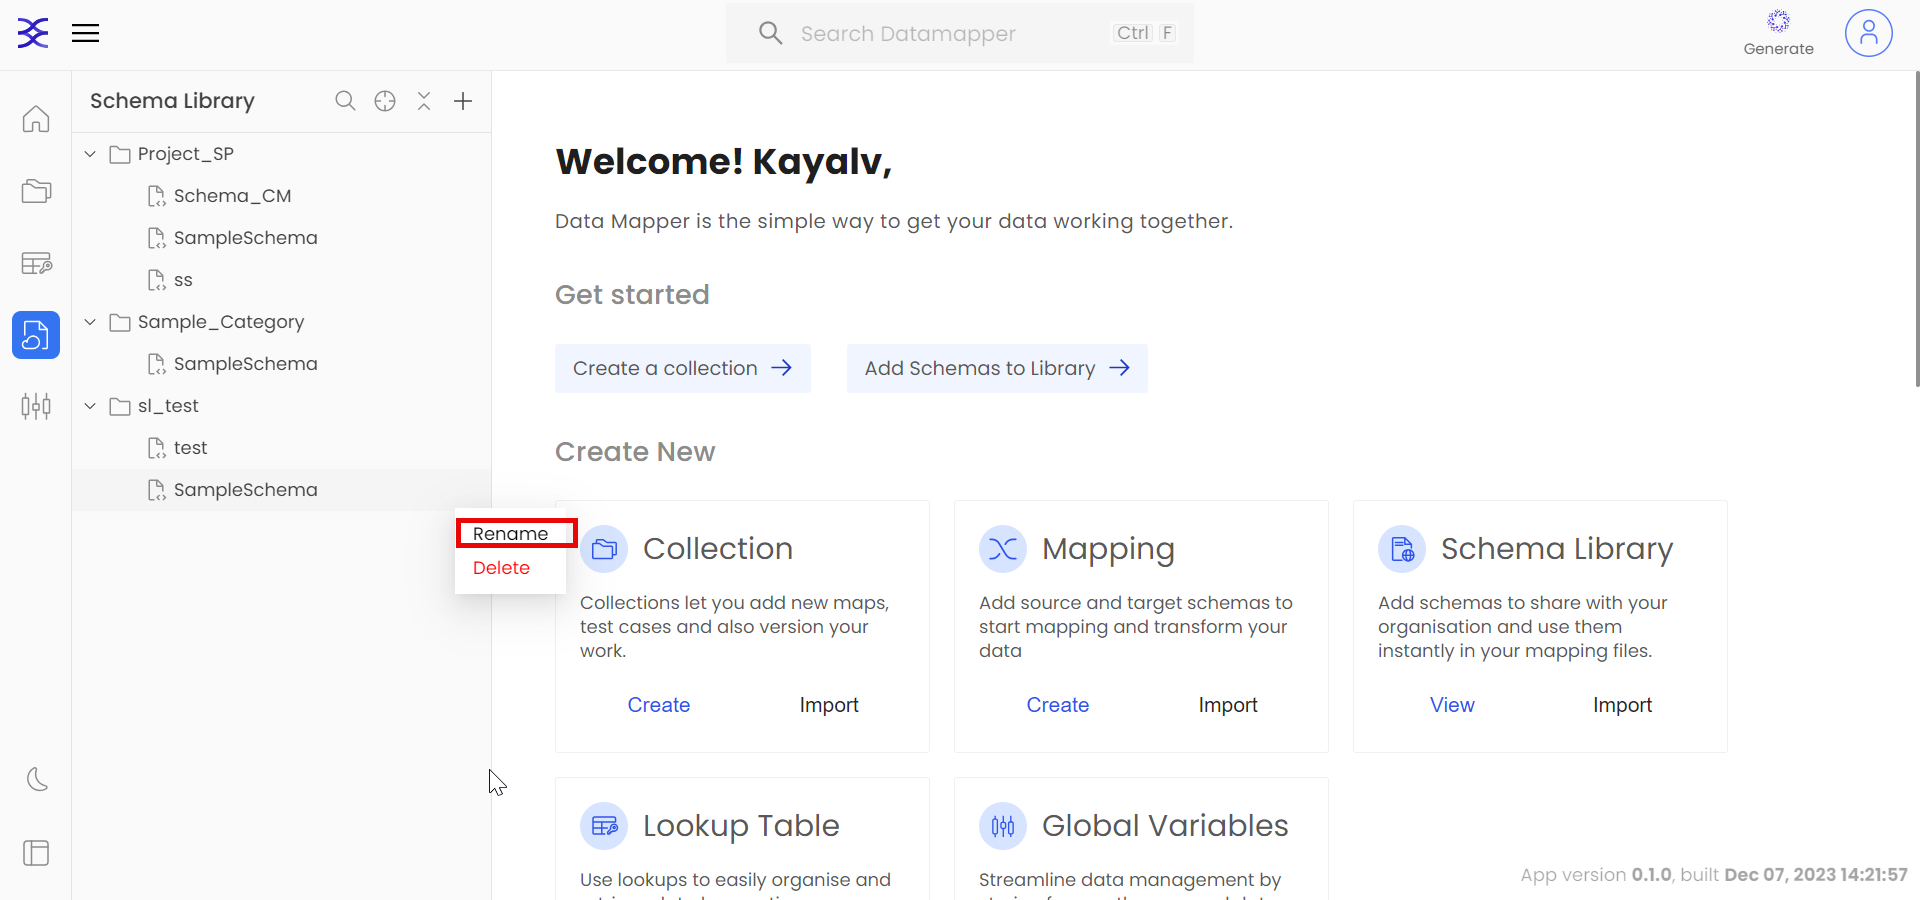 Search Datamapper Ctrl F
Generate
Schema Library
Project_SP
Schema_CM
SampleSchema
ss
Sample_Category
SampleSchema
sl_test
test
SampleSchema
Rename
Delete
Welcome! Kayalv,
Data Mapper is the simple way to get your data working together.
Get started
Create a collection
Add Schemas to Library
Create New
Collection
Collections let you add new maps,
test cases and also version your
work.
Create Import
Mapping
Add source and target schemas to
start mapping and transform your
data
Create Import
Schema Library
Add schemas to share with your
organisation and use them
instantly in your mapping files.
View Import
Lookup Table
Use lookups to easily organise and
Global Variables
Streamline data management by
App version 0.1.0, built Dec 07, 2023 14:21:57